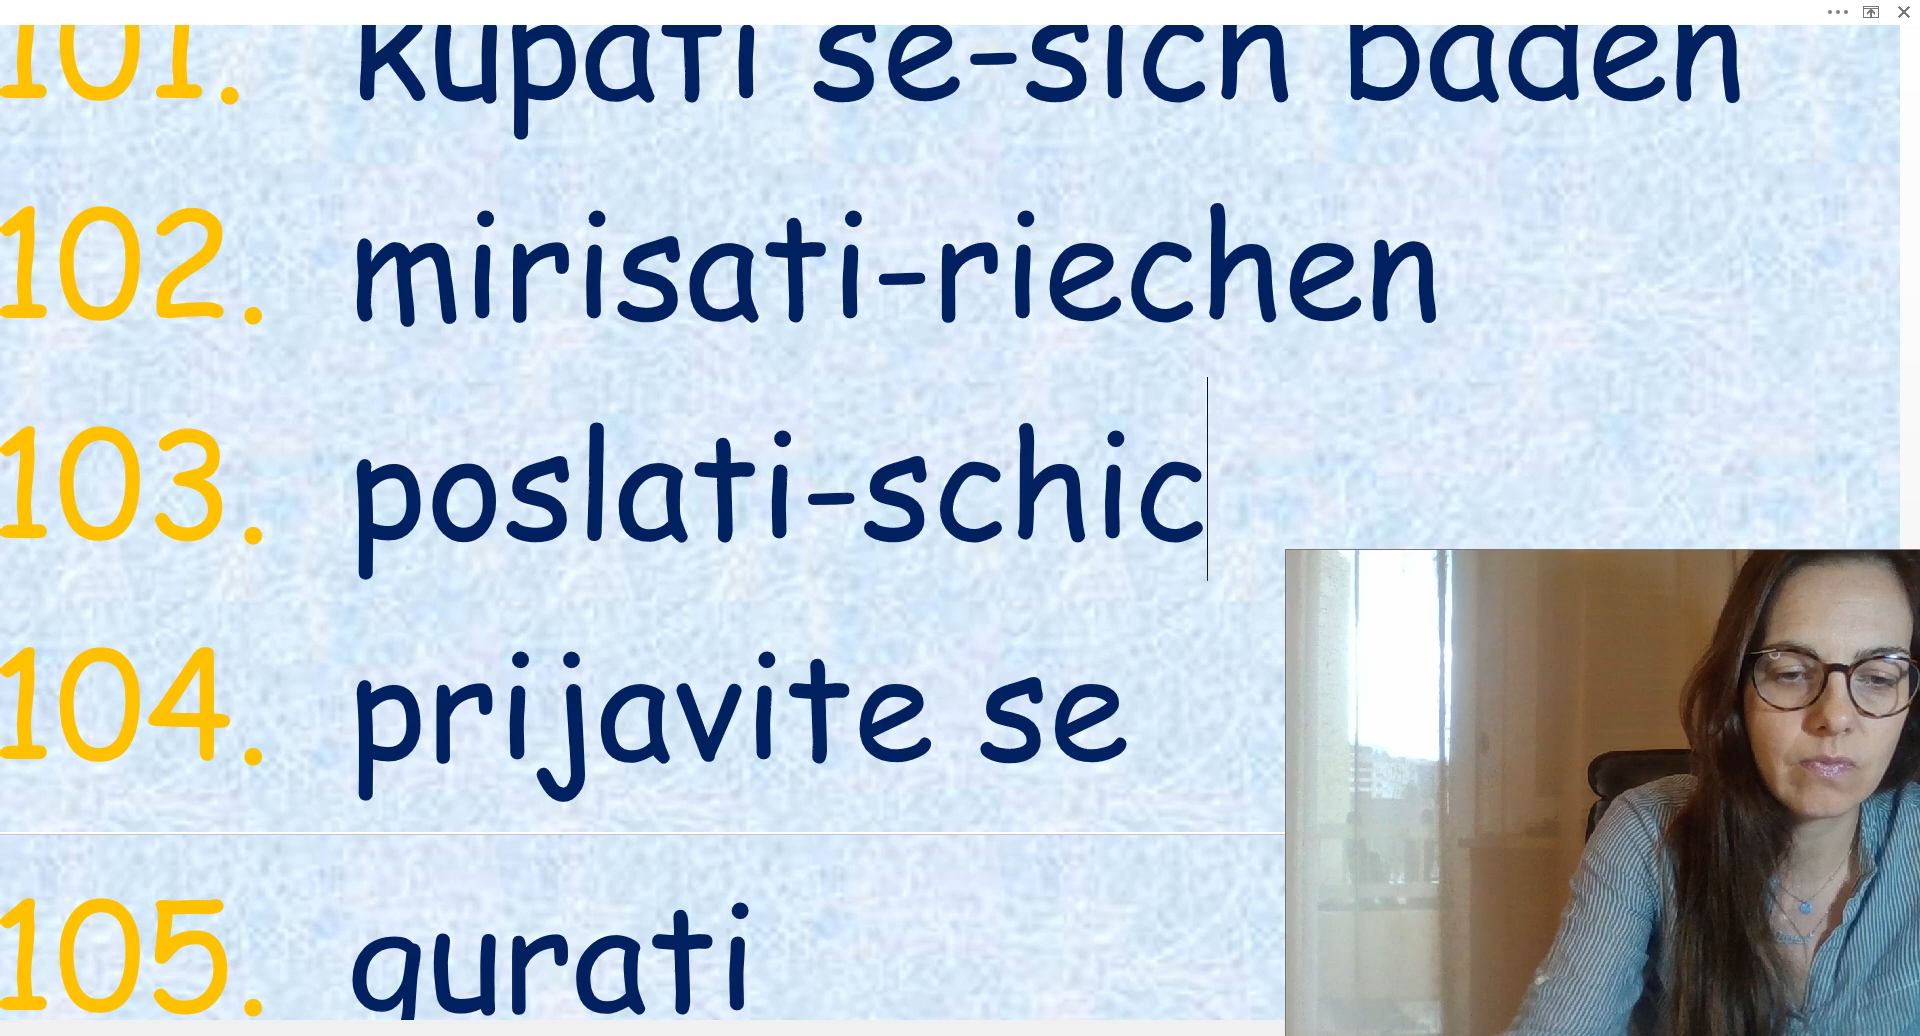 101. kupati se-sich baden
102. mirisati-riechen
103. poslati-schic
104. prijavite se
105. gurati